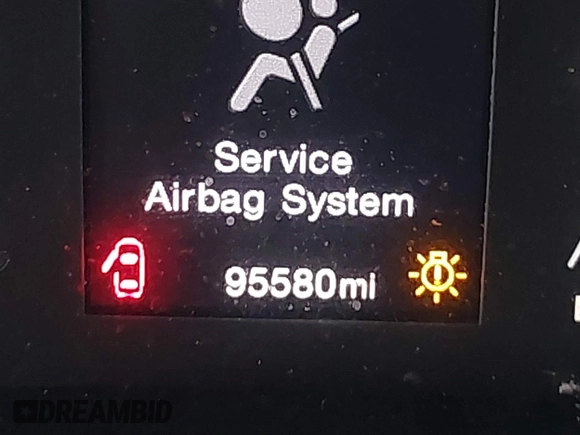 Service
Airbag System
95580mi
DREAMBID